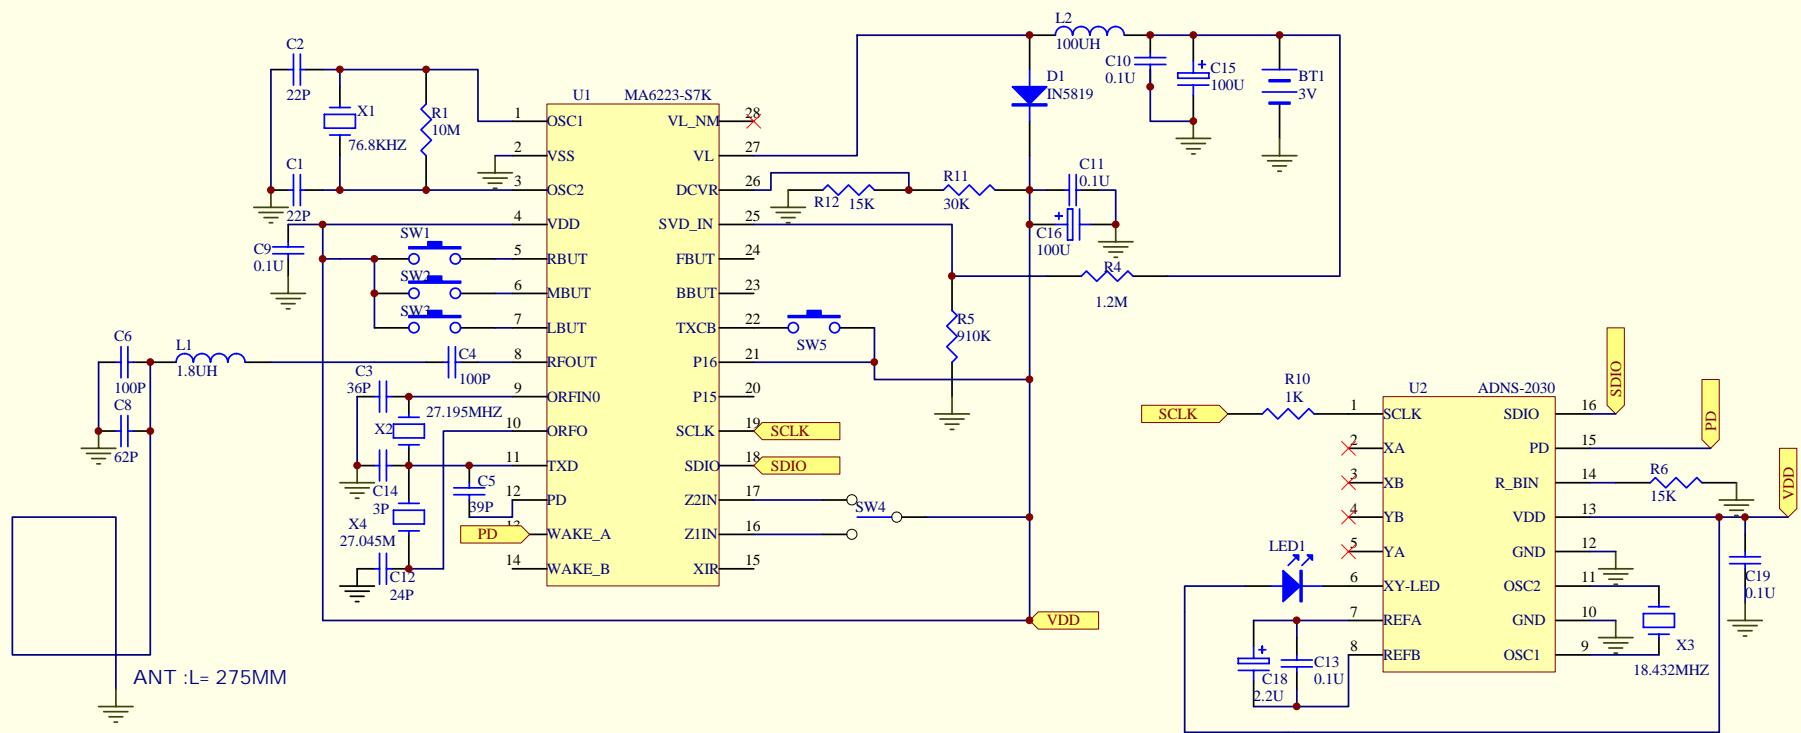 L2
100UH
C2
22P
C10
0.1U
C15
100U
BT1
3V
D1
IN5819
U1
MA6223-S7K
X1
76.8KHZ
R1
10M
1
OSC1
VL_NM
28
2
VSS
VL
27
C1
22P
3
OSC2
DCVR
26
R12
15K
R11
30K
C11
0.1U
4
VDD
SVD_IN
25
C16
100U
C9
0.1U
SW1
5
RBUT
FBUT
24
R4
1.2M
SW2
6
MBUT
BBUT
23
SW3
7
LBUT
TXCB
22
SW5
R5
910K
C6
100P
L1
1.8UH
C4
100P
8
RFOUT
P16
21
C3
36P
9
ORFIN0
P15
20
27.195MHZ
C8
62P
X2
10
ORFO
SCLK
19
SCLK
11
TXD
SDIO
18
SDIO
C14
3P
C5
39P
12
PD
Z2IN
17
SW4
X4
27.045M
PD
13
WAKE_A
Z1IN
16
C12
24P
14
WAKE_B
XIR
15
VDD
ANT :L= 275MM
SDIO
PD
VDD
U2
ADNS-2030
SCLK
R10
1K
1
SCLK
SDIO
16
2
XA
PD
15
3
XB
R_BIN
14
R6
15K
4
YB
VDD
13
5
YA
GND
12
LED1
6
XY-LED
OSC2
11
C19
0.1U
7
REFA
GND
10
X3
18.432MHZ
8
REFB
OSC1
9
C13
0.1U
C18
2.2U